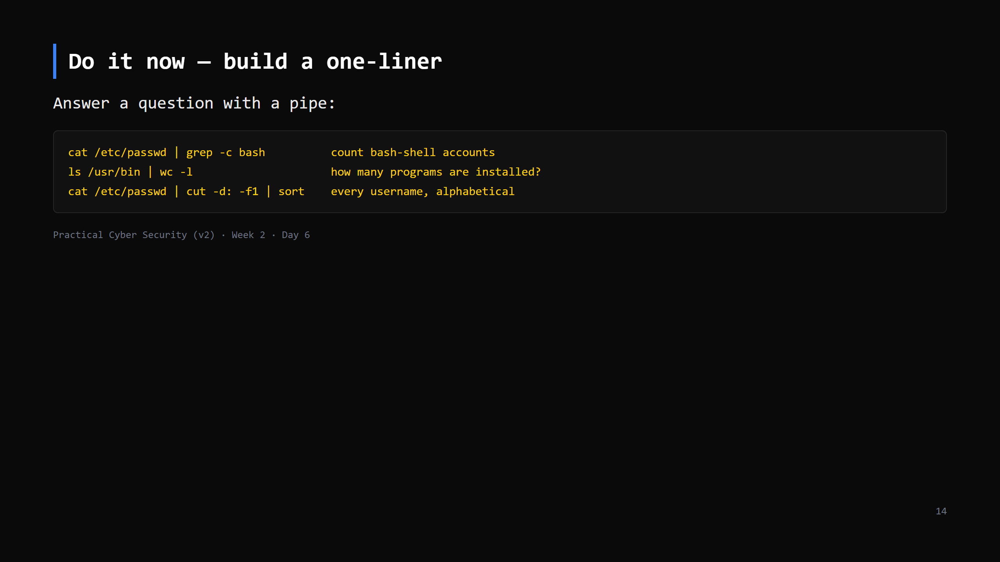 Do it now — build a one-liner
Answer a question with a pipe:
cat /etc/passwd | grep -c bash          count bash-shell accounts
ls /usr/bin | wc -l                     how many programs are installed?
cat /etc/passwd | cut -d: -f1 | sort    every username, alphabetical
Practical Cyber Security (v2) · Week 2 · Day 6
14